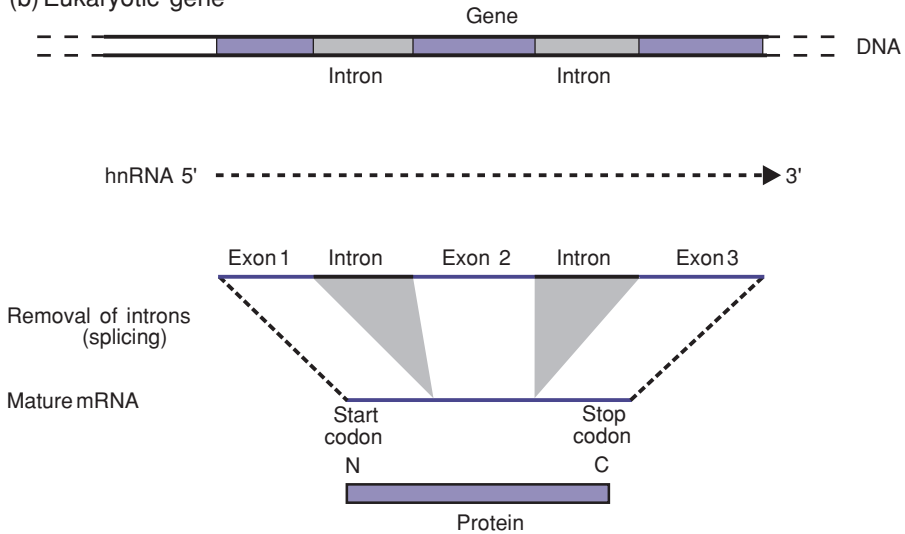 (b) Eukaryotic gene
Gene
DNA
Intron Intron
hnRNA 5' 3'
Exon 1 Intron Exon 2 Intron Exon 3
Removal of introns
(splicing)
Mature mRNA
Start
codon
Stop
codon
N C
Protein